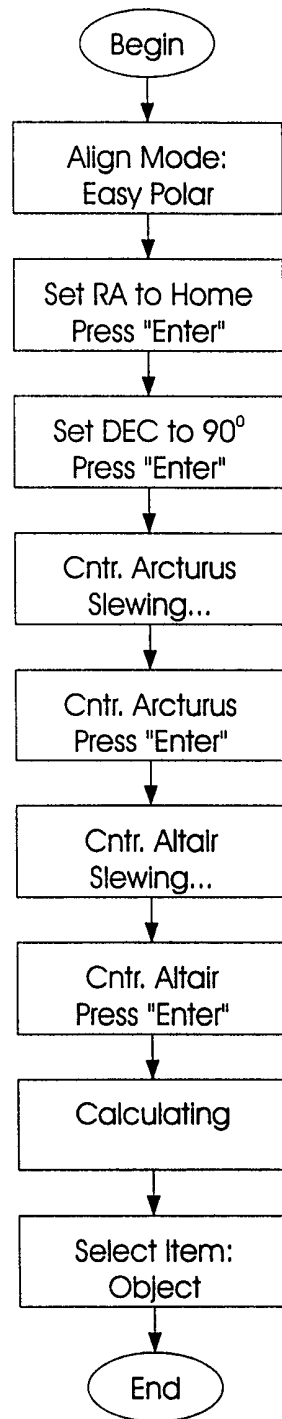 Begin
Align Mode:
Easy Polar
Set RA to Home
Press "Enter"
Set DEC to 90⁰
Press "Enter"
Cntr. Arcturus
Slewing...
Cntr. Arcturus
Press "Enter"
Cntr. Altair
Slewing...
Cntr. Altair
Press "Enter"
Calculating
Select Item:
Object
End